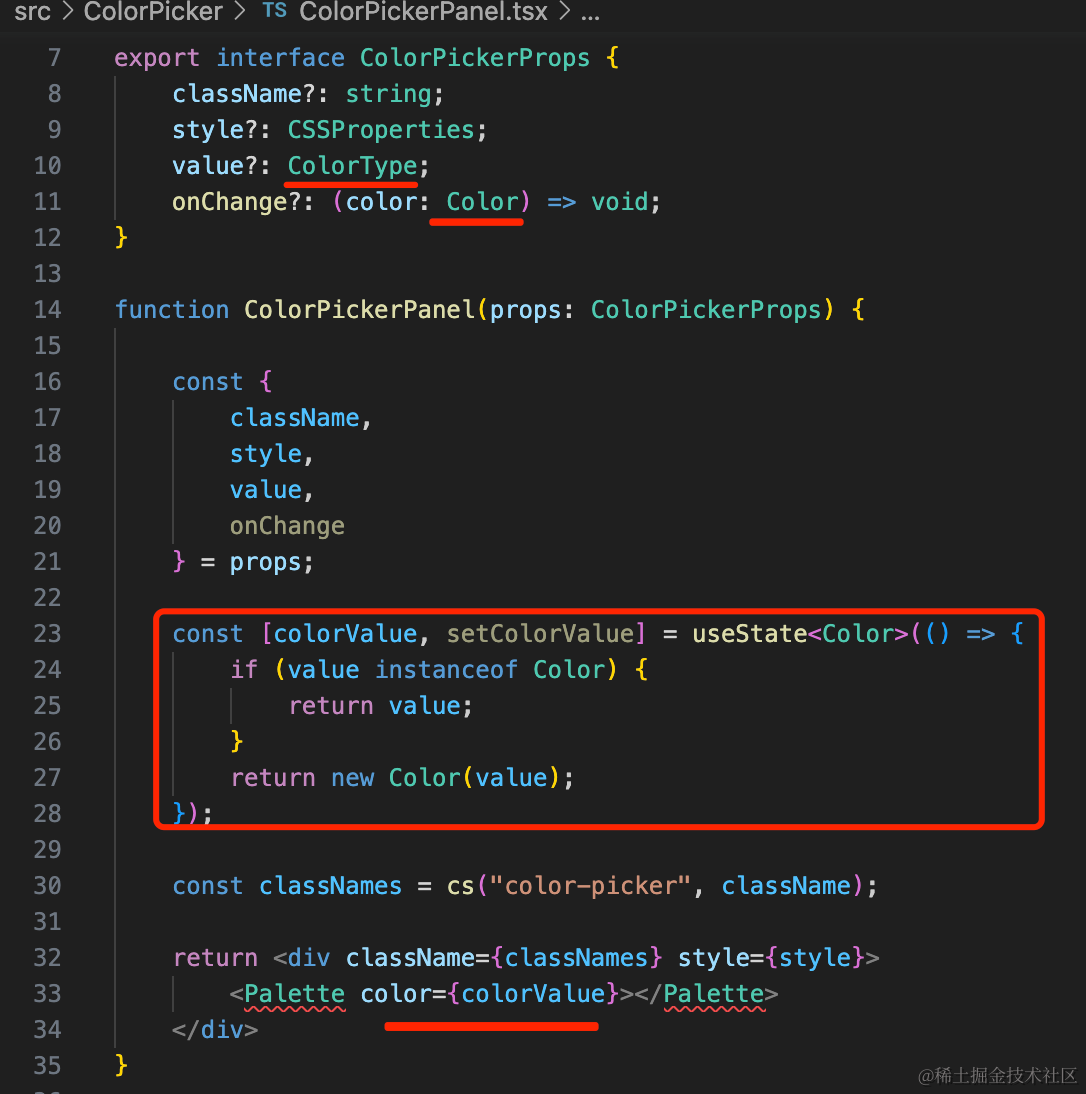 src > ColorPicker > TS ColorPickerPanel.tsx > ...
7 export interface ColorPickerProps {
8 className?: string;
9 style?: CSSProperties;
10 value?: ColorType;
11 onChange?: (color: Color) => void;
12 }
13
14 function ColorPickerPanel(props: ColorPickerProps) {
15
16 const {
17 className,
18 style,
19 value,
20 onChange
21 } = props;
22
23 const [colorValue, setColorValue] = useState<Color>(() => {
24 if (value instanceof Color) {
25 return value;
26 }
27 return new Color(value);
28 });
29
30 const classNames = cs("color-picker", className);
31
32 return <div className={classNames} style={style}>
33 <Palette color={colorValue}></Palette>
34 </div>
35 }
@稀土掘金技术社区